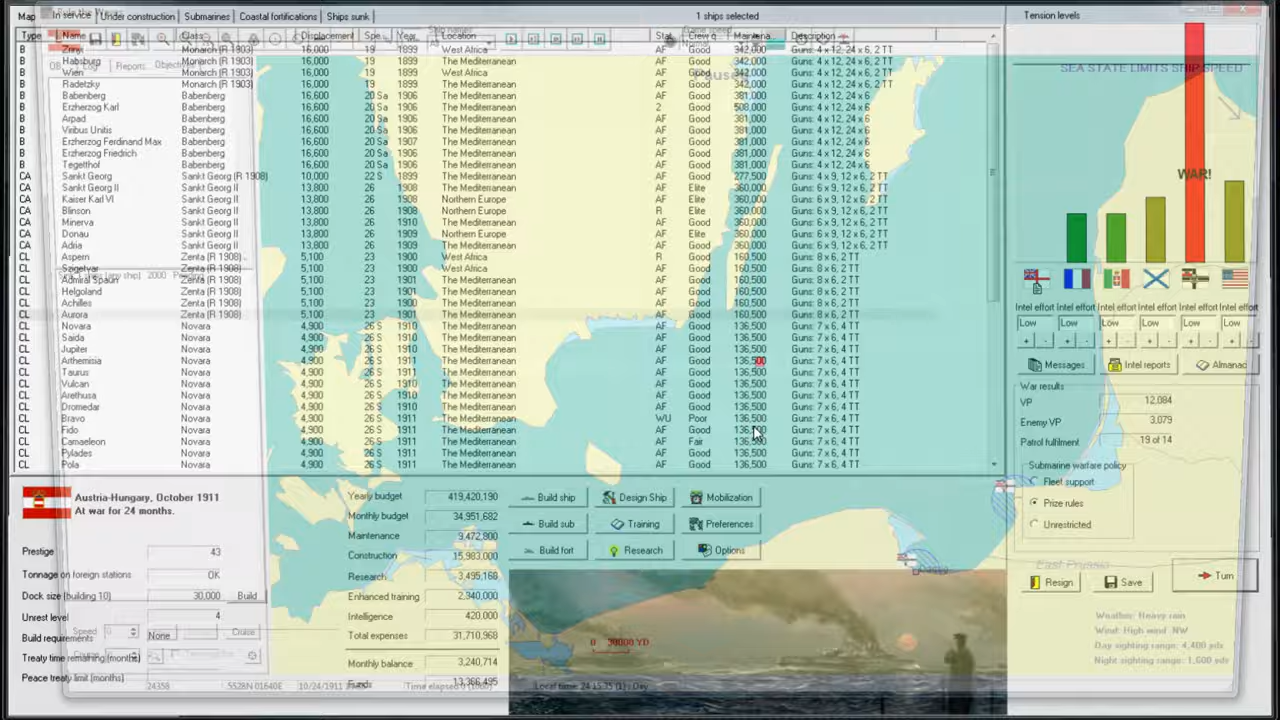 Map In service Under construction Submarines Coastal fortifications Ships sunk 1 ships selected Tension levels
Type Name Class Displacement Spe... Year Location Stat Crew q Maintena... Description
B Zrinyi Monarch (R 1903) 16,000 19 1899 West Africa AF Good 342,000 Guns: 4 x 12, 24 x 6, 2 TT
B Habsburg Monarch (R 1903) 16,000 19 1899 The Mediterranean AF Good 342,000 Guns: 4 x 12, 24 x 6, 2 TT
B Wien Monarch (R 1903) 16,000 19 1899 West Africa AF Good 342,000 Guns: 4 x 12, 24 x 6, 2 TT
B Radetzky Monarch (R 1903) 16,000 19 1899 The Mediterranean AF Good 342,000 Guns: 4 x 12, 24 x 6, 2 TT
B Babenberg Babenberg 16,600 20 Sa 1906 The Mediterranean AF Good 381,000 Guns: 4 x 12, 24 x 6
B Erzherzog Karl Babenberg 16,600 20 Sa 1906 The Mediterranean 2 Good 508,000 Guns: 4 x 12, 24 x 6
B Arpad Babenberg 16,600 20 Sa 1906 The Mediterranean AF Good 381,000 Guns: 4 x 12, 24 x 6
B Viribus Unitis Babenberg 16,600 20 Sa 1906 The Mediterranean AF Good 381,000 Guns: 4 x 12, 24 x 6
B Erzherzog Ferdinand Max Babenberg 16,600 20 Sa 1907 The Mediterranean AF Good 381,000 Guns: 4 x 12, 24 x 6
B Erzherzog Friedrich Babenberg 16,600 20 Sa 1906 The Mediterranean AF Good 381,000 Guns: 4 x 12, 24 x 6
B Tegetthof Babenberg 16,600 20 Sa 1906 The Mediterranean AF Good 381,000 Guns: 4 x 12, 24 x 6
CA Sankt Georg Sankt Georg (R 1908) 10,000 22 S 1899 The Mediterranean AF Good 277,500 Guns: 4 x 9, 12 x 6, 2 TT
CA Sankt Georg II Sankt Georg II 13,800 26 1908 The Mediterranean AF Elite 360,000 Guns: 6 x 9, 12 x 6, 2 TT
CA Kaiser Karl VI Sankt Georg II 13,800 26 1908 Northern Europe AF Elite 360,000 Guns: 6 x 9, 12 x 6, 2 TT
CA Blinson Sankt Georg II 13,800 26 1908 Northern Europe R Elite 360,000 Guns: 6 x 9, 12 x 6, 2 TT
CA Minerva Sankt Georg II 13,800 26 1910 The Mediterranean AF Good 360,000 Guns: 6 x 9, 12 x 6, 2 TT
CA Donau Sankt Georg II 13,800 26 1909 Northern Europe AF Elite 360,000 Guns: 6 x 9, 12 x 6, 2 TT
CA Adria Sankt Georg II 13,800 26 1909 The Mediterranean AF Good 360,000 Guns: 6 x 9, 12 x 6, 2 TT
CL Aspern Zenta (R 1908) 5,100 23 1900 West Africa R Good 160,500 Guns: 8 x 6, 2 TT
CL Szigetvar Zenta (R 1908) 5,100 23 1900 West Africa AF Good 160,500 Guns: 8 x 6, 2 TT
CL Admiral Spaun Zenta (R 1908) 5,100 23 1901 The Mediterranean AF Good 160,500 Guns: 8 x 6, 2 TT
CL Helgoland Zenta (R 1908) 5,100 23 1901 The Mediterranean AF Good 160,500 Guns: 8 x 6, 2 TT
CL Achilles Zenta (R 1908) 5,100 23 1901 The Mediterranean AF Good 160,500 Guns: 8 x 6, 2 TT
CL Aurora Zenta (R 1908) 5,100 23 1901 The Mediterranean AF Good 160,500 Guns: 8 x 6, 2 TT
CL Novara Novara 4,900 26 S 1910 The Mediterranean AF Good 136,500 Guns: 7 x 6, 4 TT
CL Saida Novara 4,900 26 S 1910 The Mediterranean AF Good 136,500 Guns: 7 x 6, 4 TT
CL Jupiter Novara 4,900 26 S 1910 The Mediterranean AF Good 136,500 Guns: 7 x 6, 4 TT
CL Arthemisia Novara 4,900 26 S 1911 The Mediterranean AF Good 136,500 Guns: 7 x 6, 4 TT
CL Taurus Novara 4,900 26 S 1911 The Mediterranean AF Good 136,500 Guns: 7 x 6, 4 TT
CL Vulcan Novara 4,900 26 S 1910 The Mediterranean AF Good 136,500 Guns: 7 x 6, 4 TT
CL Arethusa Novara 4,900 26 S 1910 The Mediterranean AF Good 136,500 Guns: 7 x 6, 4 TT
CL Dromedar Novara 4,900 26 S 1910 The Mediterranean AF Good 136,500 Guns: 7 x 6, 4 TT
CL Bravo Novara 4,900 26 S 1911 The Mediterranean WU Poor 136,500 Guns: 7 x 6, 4 TT
CL Fido Novara 4,900 26 S 1911 The Mediterranean AF Good Guns: 7 x 6, 4 TT
CL Camaeleon Novara 4,900 26 S 1911 The Mediterranean AF Fair 136,500 Guns: 7 x 6, 4 TT
CL Pylades Novara 4,900 26 S 1911 The Mediterranean AF Good 136,500 Guns: 7 x 6, 4 TT
CL Pola Novara 4,900 26 S 1911 The Mediterranean AF Good 136,500 Guns: 7 x 6, 4 TT
SEA STATE LIMITS SHIP SPEED
WAR!
Intel effort Intel effort Intel effort Intel effort Intel effort Intel effort
Low Low Low Low Low Low
+ - + - + - + - + - + -
Messages Intel reports Almanac
War results
VP 12,084
Enemy VP 3,079
Patrol fulfilment 19 of 14
Submarine warfare policy
Fleet support
Prize rules
Unrestricted
East Prussia
Resign Save Turn
Weather: Heavy rain
Wind: High wind NW
Day sighting range: 4,400 yds
Night sighting range: 1,600 yds
Austria-Hungary, October 1911
At war for 24 months.
Prestige 43
Tonnage on foreign stations OK
Dock size (building 10) 30,000 Build
Unrest level 4
Build requirements None
Treaty time remaining (months)
Peace treaty limit (months)
Speed Cruise
Yearly budget 419,420,190
Monthly budget 34,951,682
Maintenance 9,472,800
Construction 15,983,000
Research 3,495,168
Enhanced training 2,340,000
Intelligence 420,000
Total expenses 31,710,968
Monthly balance 3,240,714
Funds 13,366,495
Build ship Design Ship Mobilization
Build sub Training Preferences
Build fort Research Options
0 30000 YD
24358 5528N 01640E 10/24/1911 Time elapsed 0 Local time: 24 15:35 (1) : Day